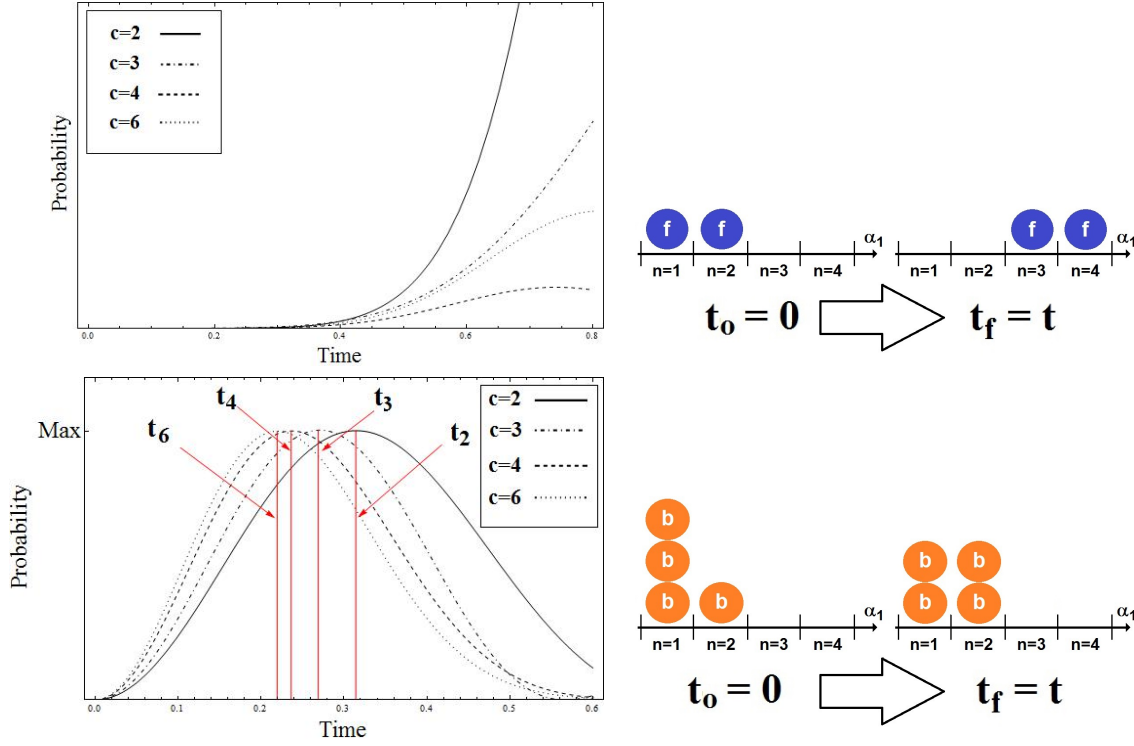 c=2
c=3
c=4
c=6
Probability
0.0 0.2 0.4 0.6 0.8
Time
f f f f
α1 α1
n=1 n=2 n=3 n=4 n=1 n=2 n=3 n=4
to = 0 tf = t
t4 t3
t6 t2
Max
c=2
c=3
c=4
c=6
Probability
0.0 0.1 0.2 0.3 0.4 0.5 0.6
Time
b
b b b
b b b b
α1 α1
n=1 n=2 n=3 n=4 n=1 n=2 n=3 n=4
to = 0 tf = t